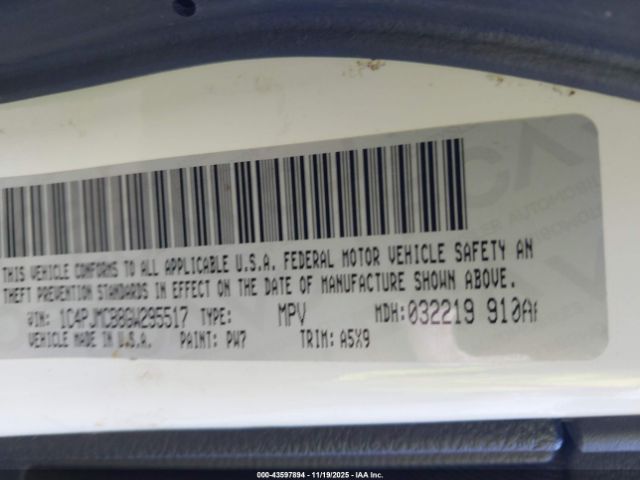 THIS VEHICLE CONFORMS TO ALL APPLICABLE U.S.A. FEDERAL MOTOR VEHICLE SAFETY AN
THEFT PREVENTION STANDARDS IN EFFECT ON THE DATE OF MANUFACTURE SHOWN ABOVE.
VIN: 1C4PJMCB8GW295517 TYPE: MPV MDH:032219 910A
VEHICLE MADE IN U.S.A. PAINT: PW7 TRIM: A5X9
000-43597894 | 11/19/2025 | IAA Inc.